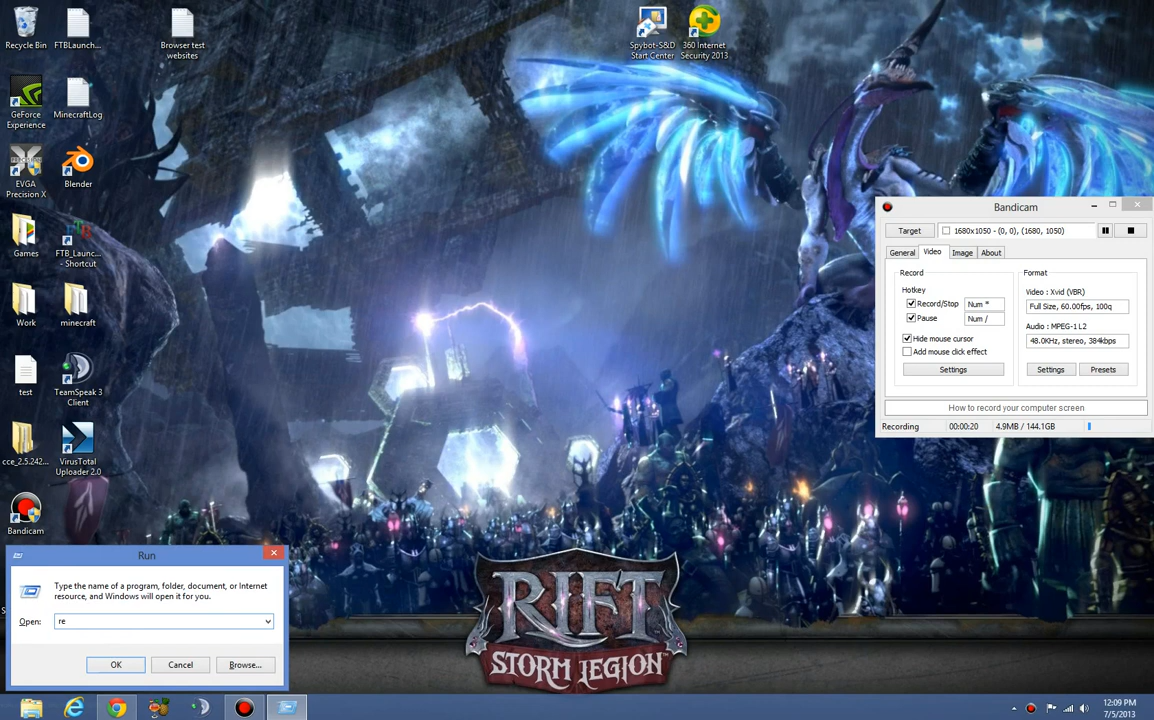 Recycle Bin
FTBLaunch...
Browser test
websites
Spybot-S&D
Start Center
360 Internet
Security 2013
GeForce
Experience
MinecraftLog
EVGA
Precision X
Blender
Games
FTB_Launc...
- Shortcut
Work
minecraft
test
TeamSpeak 3
Client
cce_2.5.242...
VirusTotal
Uploader 2.0
Bandicam
Bandicam
Target
1680x1050 - (0, 0), (1680, 1050)
General
Video
Image
About
Record
Hotkey
Record/Stop
Num *
Pause
Num /
Hide mouse cursor
Add mouse click effect
Settings
Format
Video : Xvid (VBR)
Full Size, 60.00fps, 100q
Audio : MPEG-1 L2
48.0KHz, stereo, 384kbps
Settings
Presets
How to record your computer screen
Recording
00:00:20
4.9MB / 144.1GB
Run
Type the name of a program, folder, document, or Internet
resource, and Windows will open it for you.
Open:
re
OK
Cancel
Browse...
RIFT
STORM LEGION™
12:09 PM
7/5/2013